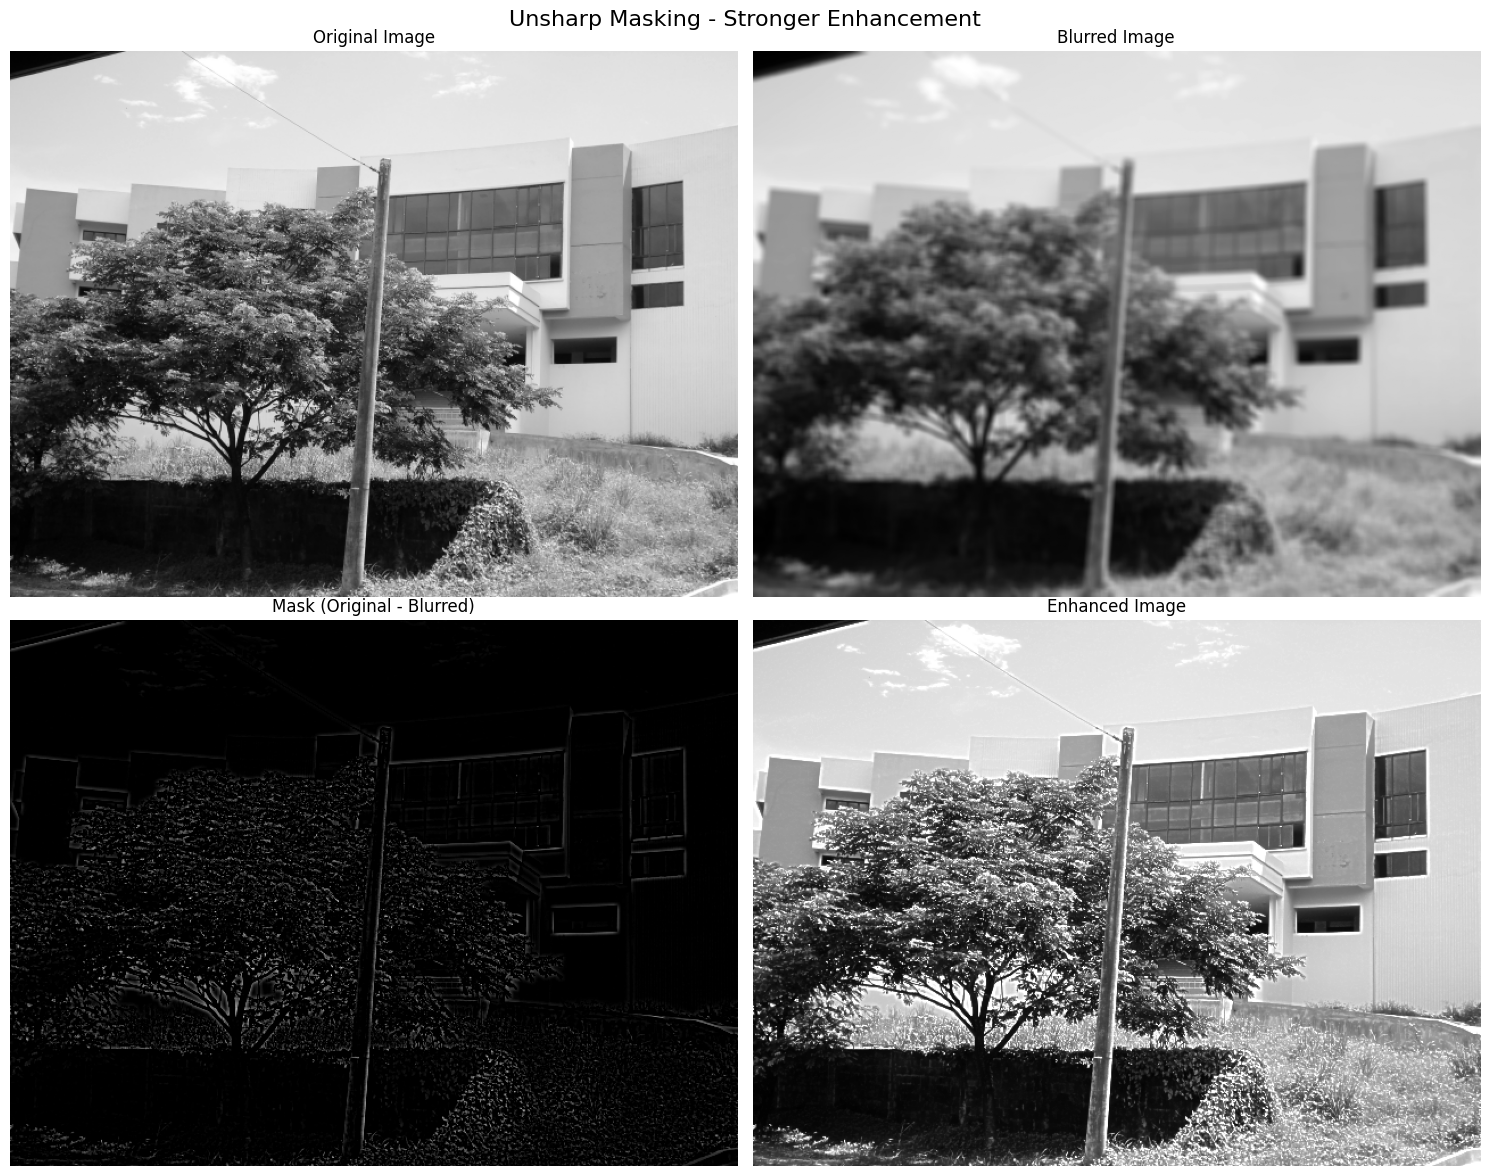 Unsharp Masking - Stronger Enhancement
Original Image
Blurred Image
Mask (Original - Blurred)
Enhanced Image